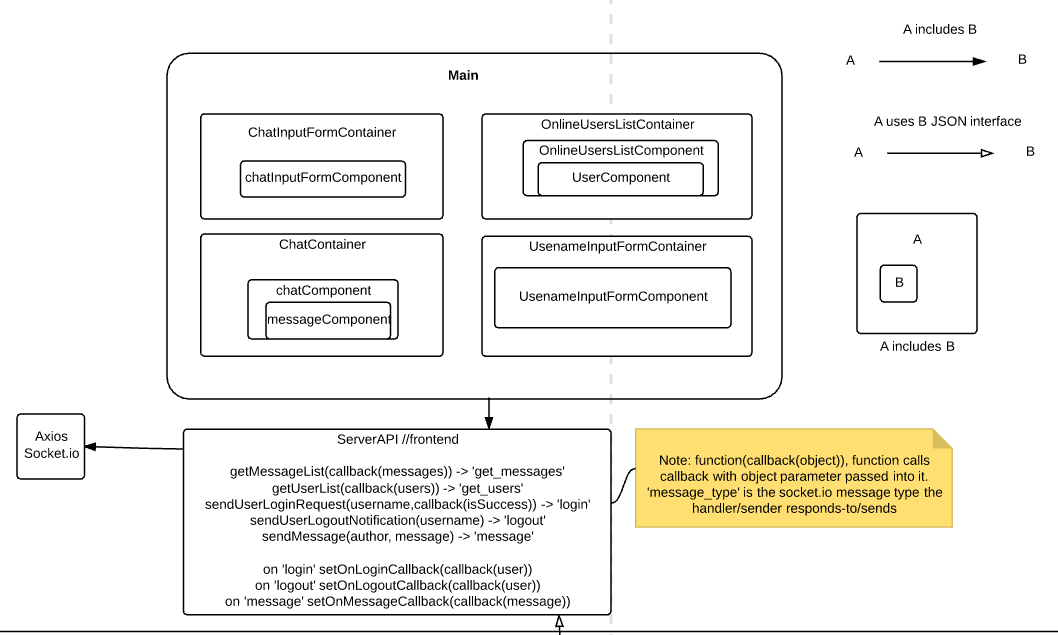 A includes B
A
B
Main
A uses B JSON interface
A
B
ChatInputFormContainer
chatInputFormComponent
OnlineUsersListContainer
OnlineUsersListComponent
UserComponent
ChatContainer
chatComponent
messageComponent
UsenameInputFormContainer
UsenameInputFormComponent
A
B
A includes B
Axios
Socket.io
ServerAPI //frontend
getMessageList(callback(messages)) -> 'get_messages'
getUserList(callback(users)) -> 'get_users'
sendUserLoginRequest(username,callback(isSuccess)) -> 'login'
sendUserLogoutNotification(username) -> 'logout'
sendMessage(author, message) -> 'message'
on 'login' setOnLoginCallback(callback(user))
on 'logout' setOnLogoutCallback(callback(user))
on 'message' setOnMessageCallback(callback(message))
Note: function(callback(object)), function calls
callback with object parameter passed into it.
'message_type' is the socket.io message type the
handler/sender responds-to/sends